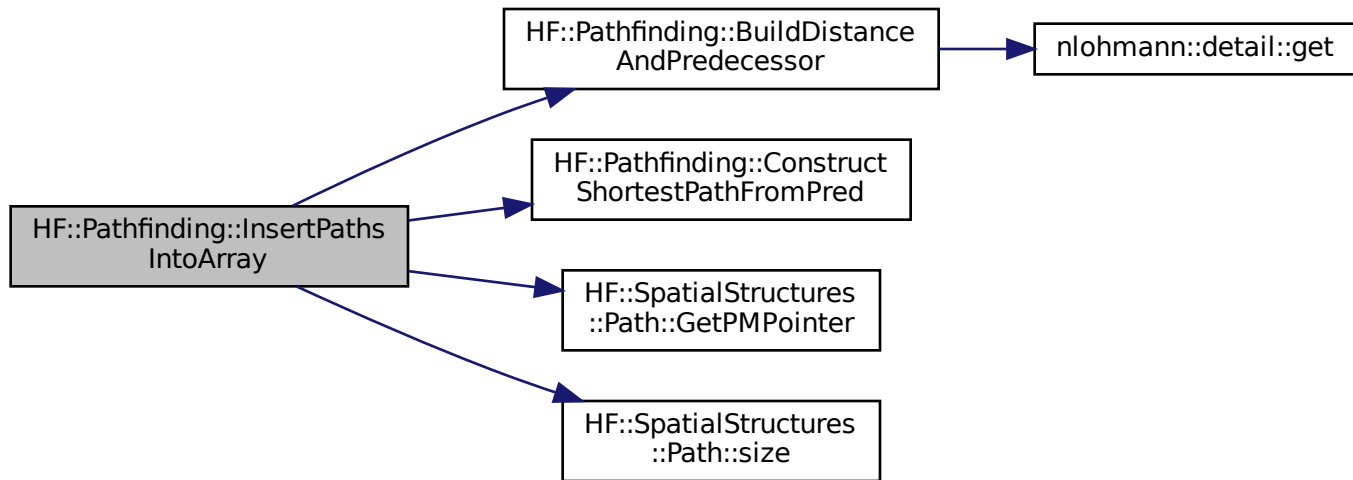 HF::Pathfinding::BuildDistance
AndPredecessor
nlohmann::detail::get
HF::Pathfinding::Construct
ShortestPathFromPred
HF::Pathfinding::InsertPaths
IntoArray
HF::SpatialStructures
::Path::GetPMPointer
HF::SpatialStructures
::Path::size